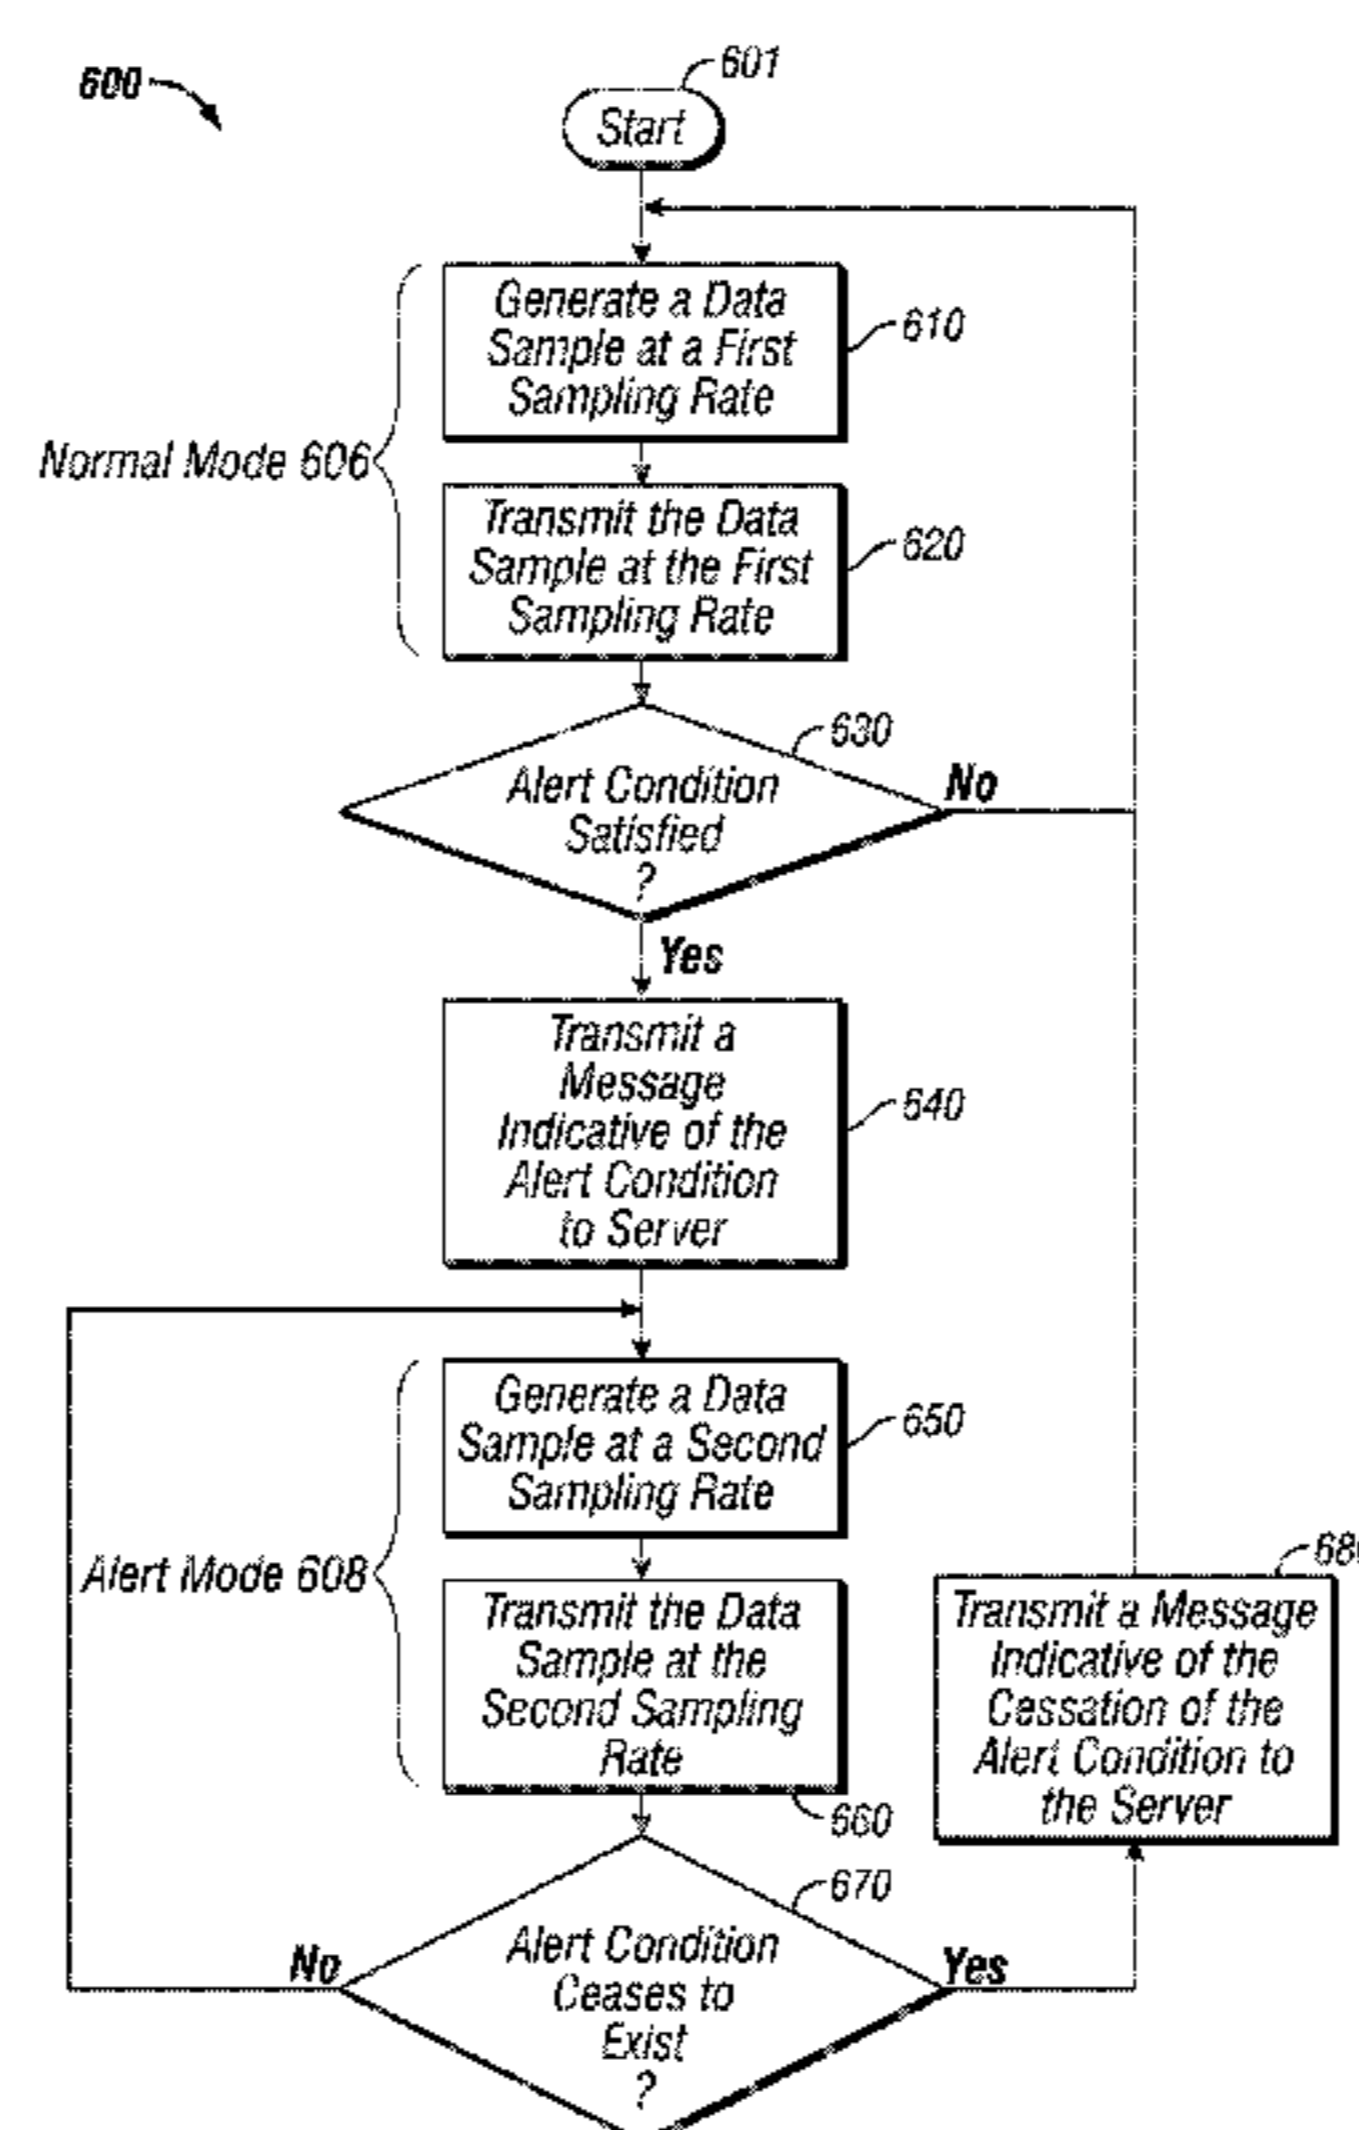 600
601
Start
Generate a Data
Sample at a First
Sampling Rate
610
Normal Mode 606
Transmit the Data
Sample at the First
Sampling Rate
620
630
Alert Condition
Satisfied
?
No
Yes
Transmit a
Message
Indicative of the
Alert Condition
to Server
640
Generate a Data
Sample at a Second
Sampling Rate
650
Alert Mode 608
Transmit the Data
Sample at the
Second Sampling
Rate
660
Transmit a Message
Indicative of the
Cessation of the
Alert Condition to
the Server
670
Alert Condition
Ceases to
Exist
?
No
Yes